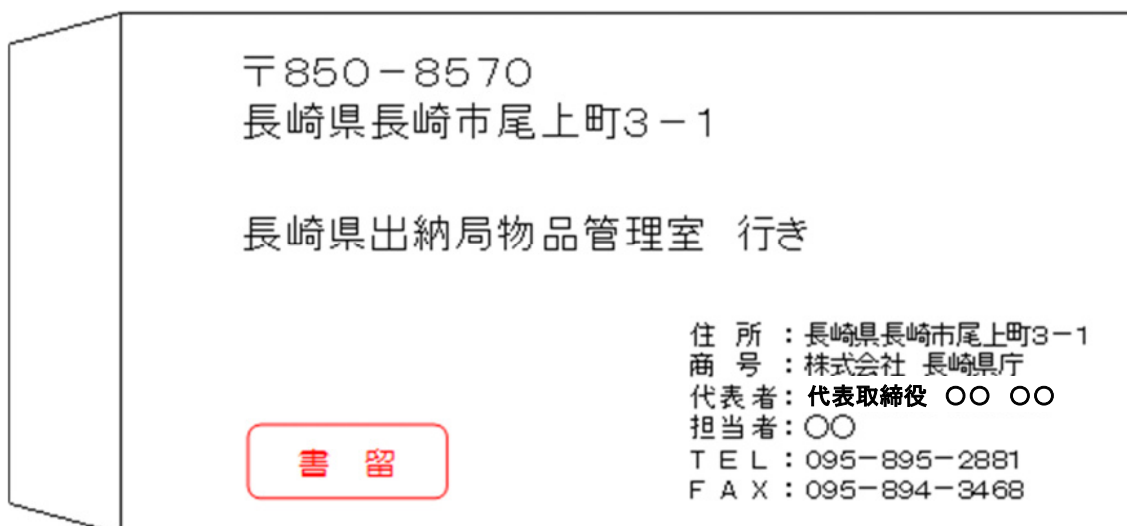 〒850-8570
長崎県長崎市尾上町3-1
長崎県出納局物品管理室 行き
住 所 :長崎県長崎市尾上町3-1
商 号 :株式会社 長崎県庁
代表者:代表取締役 〇〇 〇〇
担当者:〇〇
T E L :095-895-2881
F A X :095-894-3468
書 留